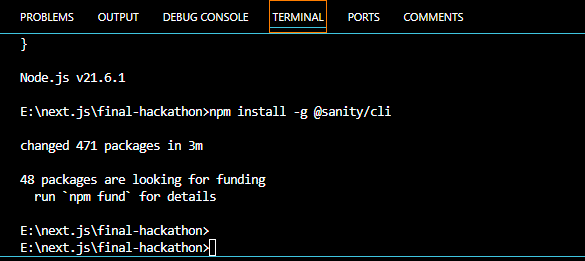 PROBLEMS OUTPUT DEBUG CONSOLE TERMINAL PORTS COMMENTS
}
Node.js v21.6.1
E:\next.js\final-hackathon>npm install -g @sanity/cli
changed 471 packages in 3m
48 packages are looking for funding
  run `npm fund` for details
E:\next.js\final-hackathon>
E:\next.js\final-hackathon>